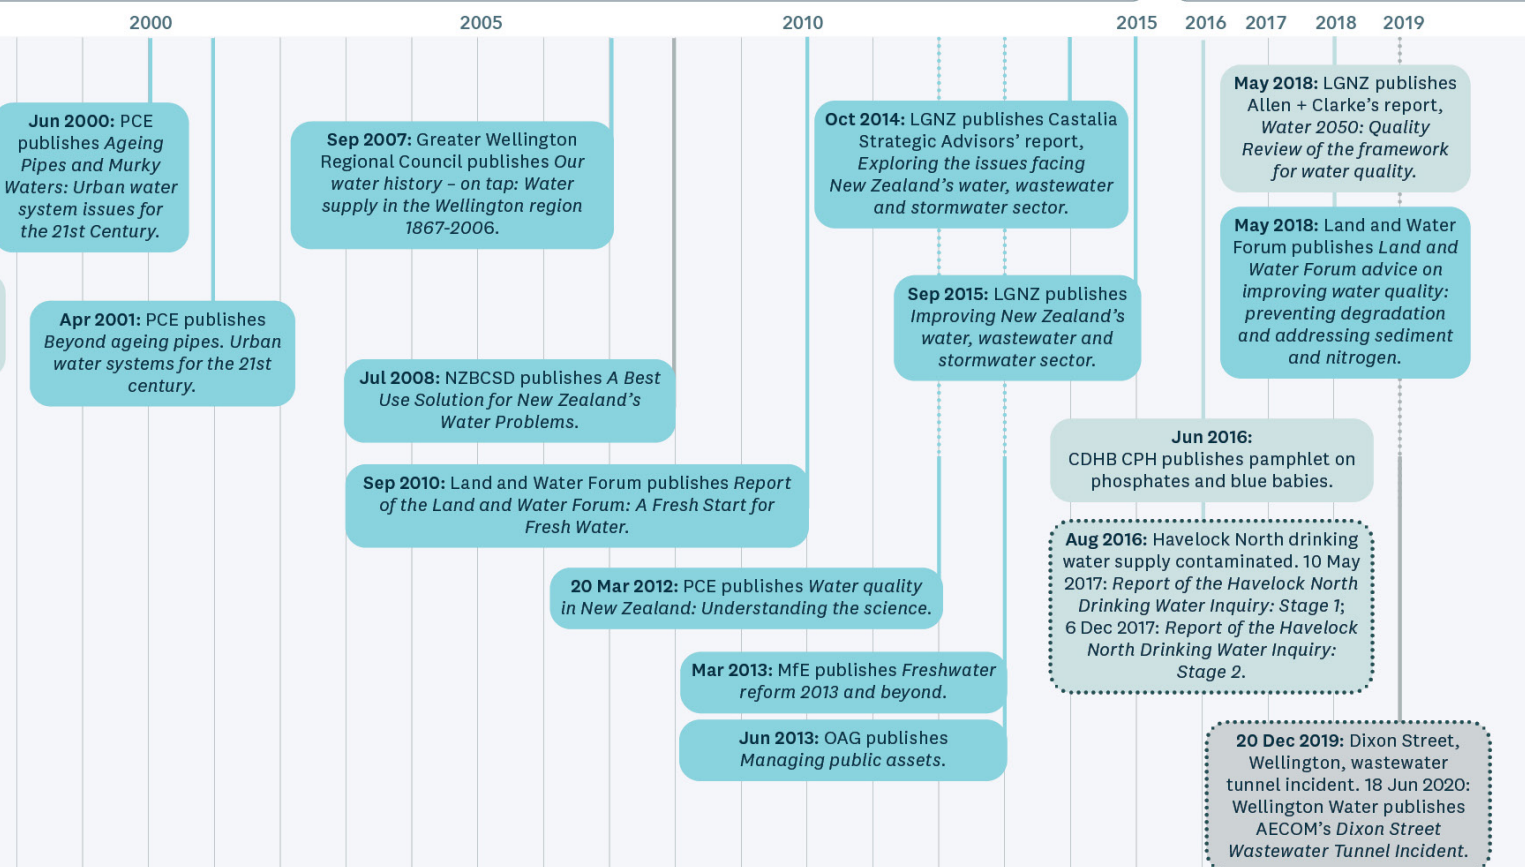 2000 2005 2010 2015 2016 2017 2018 2019
Jun 2000: PCE
publishes Ageing
Pipes and Murky
Waters: Urban water
system issues for
the 21st Century.
Apr 2001: PCE publishes
Beyond ageing pipes. Urban
water systems for the 21st
century.
Sep 2007: Greater Wellington
Regional Council publishes Our
water history – on tap: Water
supply in the Wellington region
1867-2006.
Jul 2008: NZBCSD publishes A Best
Use Solution for New Zealand's
Water Problems.
Sep 2010: Land and Water Forum publishes Report
of the Land and Water Forum: A Fresh Start for
Fresh Water.
20 Mar 2012: PCE publishes Water quality
in New Zealand: Understanding the science.
Mar 2013: MfE publishes Freshwater
reform 2013 and beyond.
Jun 2013: OAG publishes
Managing public assets.
Oct 2014: LGNZ publishes Castalia
Strategic Advisors' report,
Exploring the issues facing
New Zealand's water, wastewater
and stormwater sector.
Sep 2015: LGNZ publishes
Improving New Zealand's
water, wastewater and
stormwater sector.
Jun 2016:
CDHB CPH publishes pamphlet on
phosphates and blue babies.
Aug 2016: Havelock North drinking
water supply contaminated. 10 May
2017: Report of the Havelock North
Drinking Water Inquiry: Stage 1;
6 Dec 2017: Report of the Havelock
North Drinking Water Inquiry:
Stage 2.
May 2018: LGNZ publishes
Allen + Clarke's report,
Water 2050: Quality
Review of the framework
for water quality.
May 2018: Land and Water
Forum publishes Land and
Water Forum advice on
improving water quality:
preventing degradation
and addressing sediment
and nitrogen.
20 Dec 2019: Dixon Street,
Wellington, wastewater
tunnel incident. 18 Jun 2020:
Wellington Water publishes
AECOM's Dixon Street
Wastewater Tunnel Incident.